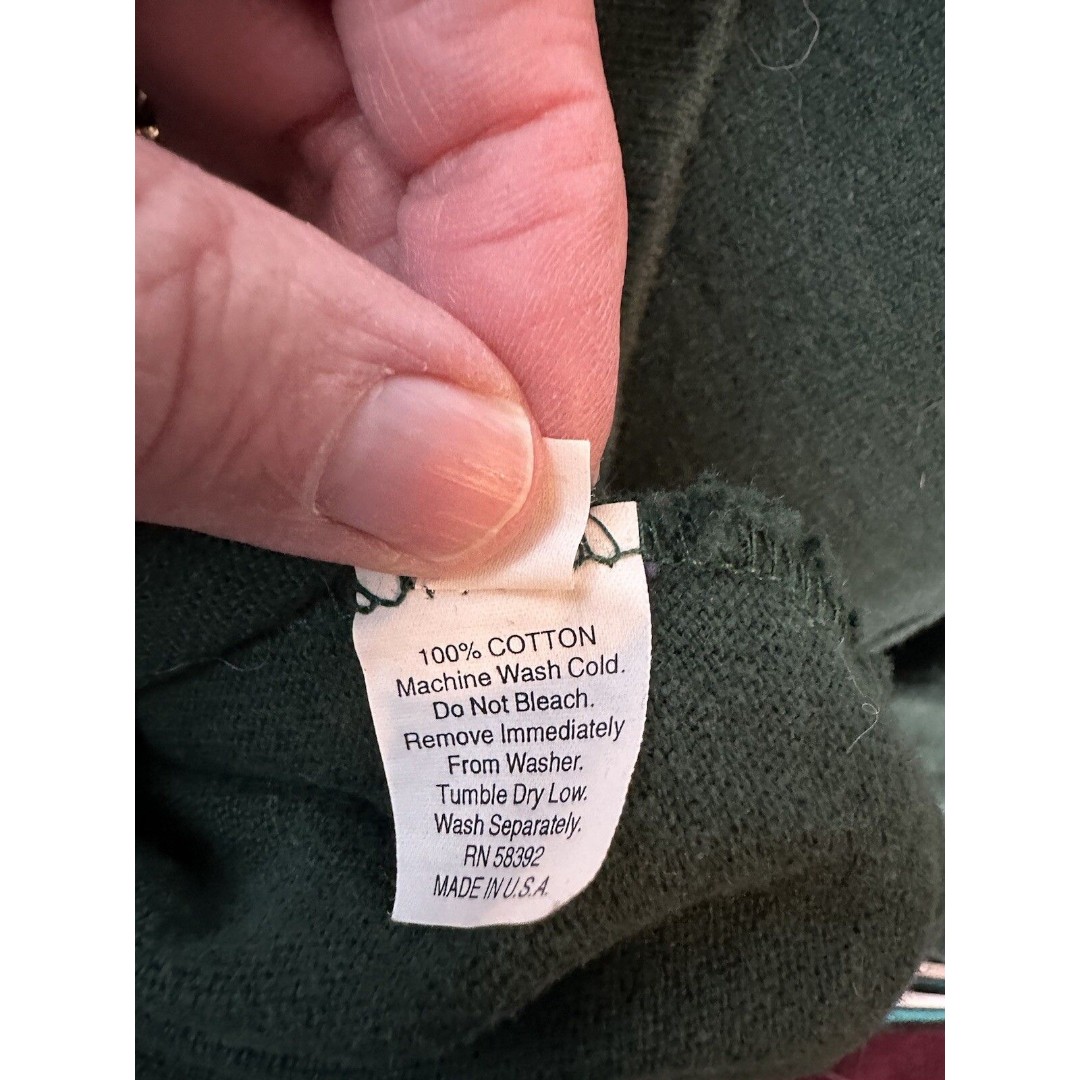 100% COTTON
Machine Wash Cold.
Do Not Bleach.
Remove Immediately
From Washer.
Tumble Dry Low.
Wash Separately.
RN 58392
MADE IN U.S.A.